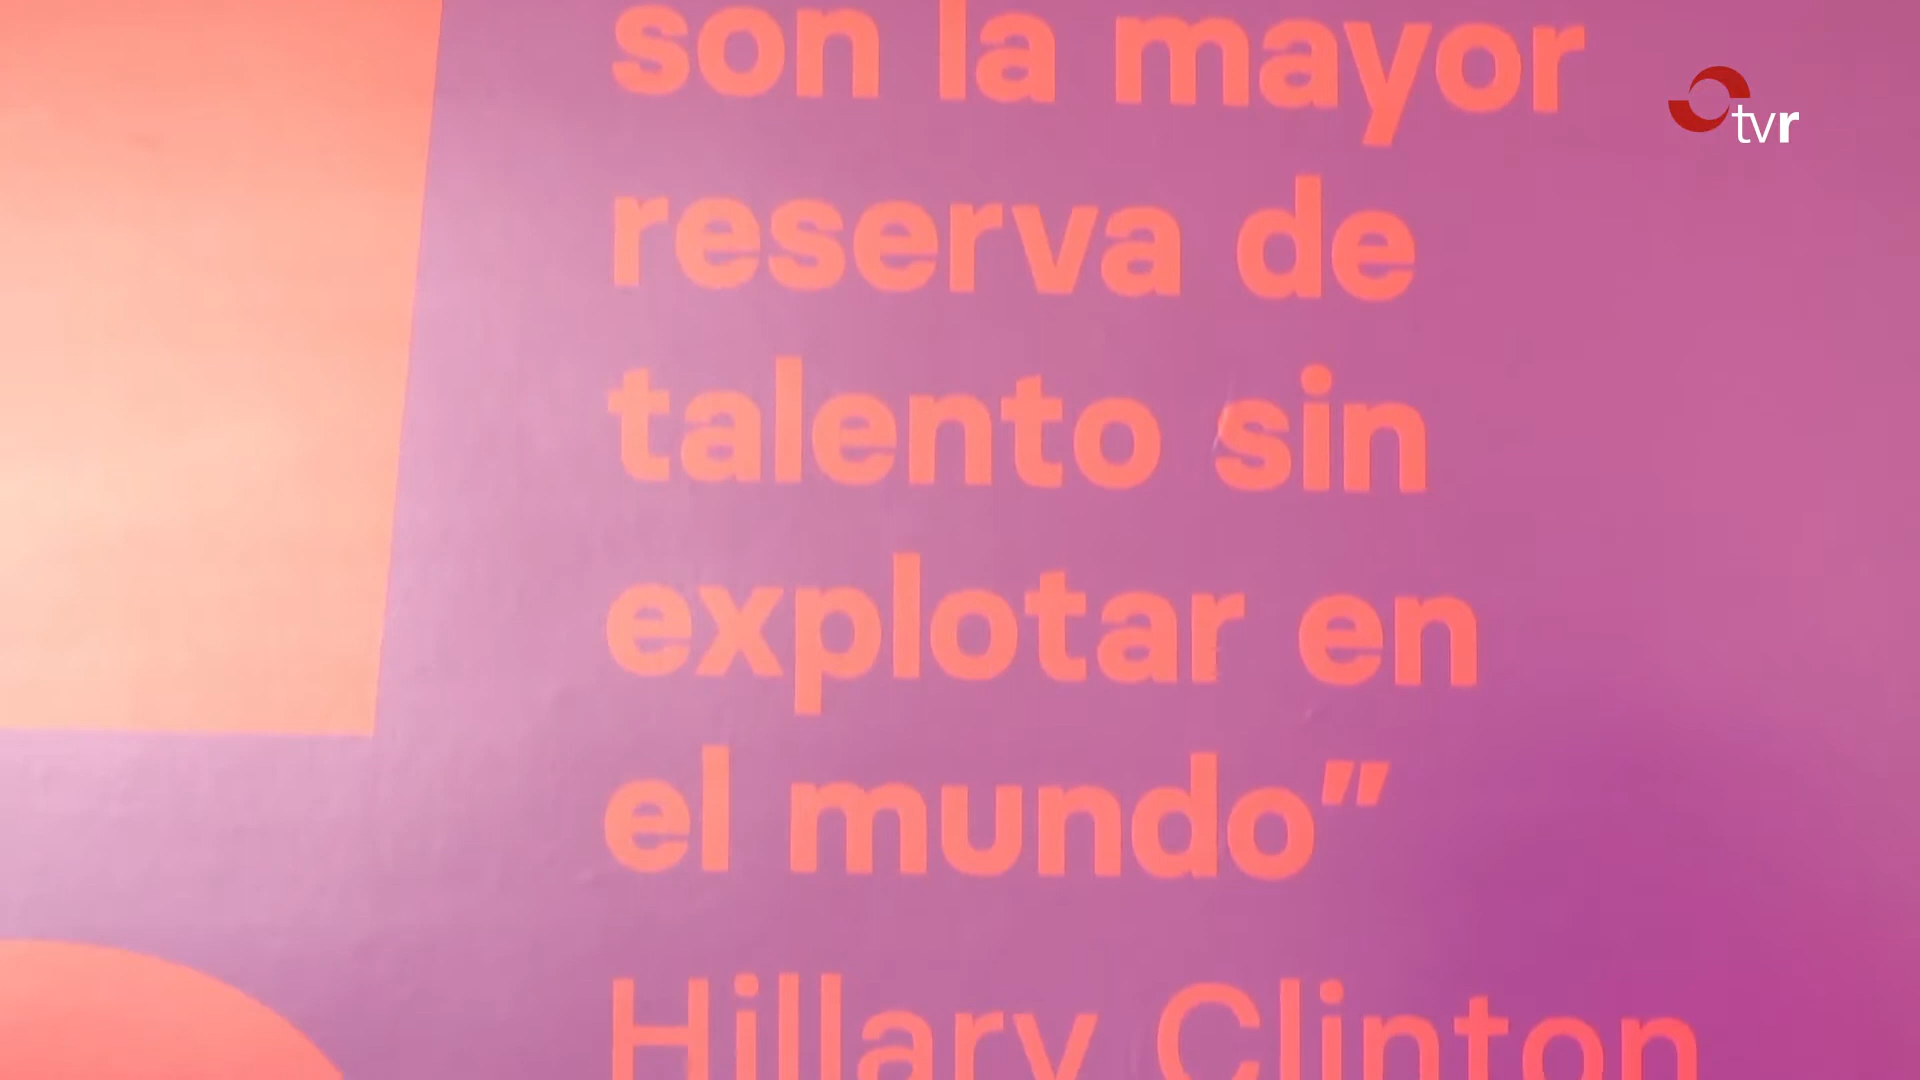 son la mayor
tvr
reserva de
talento sin
explotar en
el mundo”
Hillary Clinton